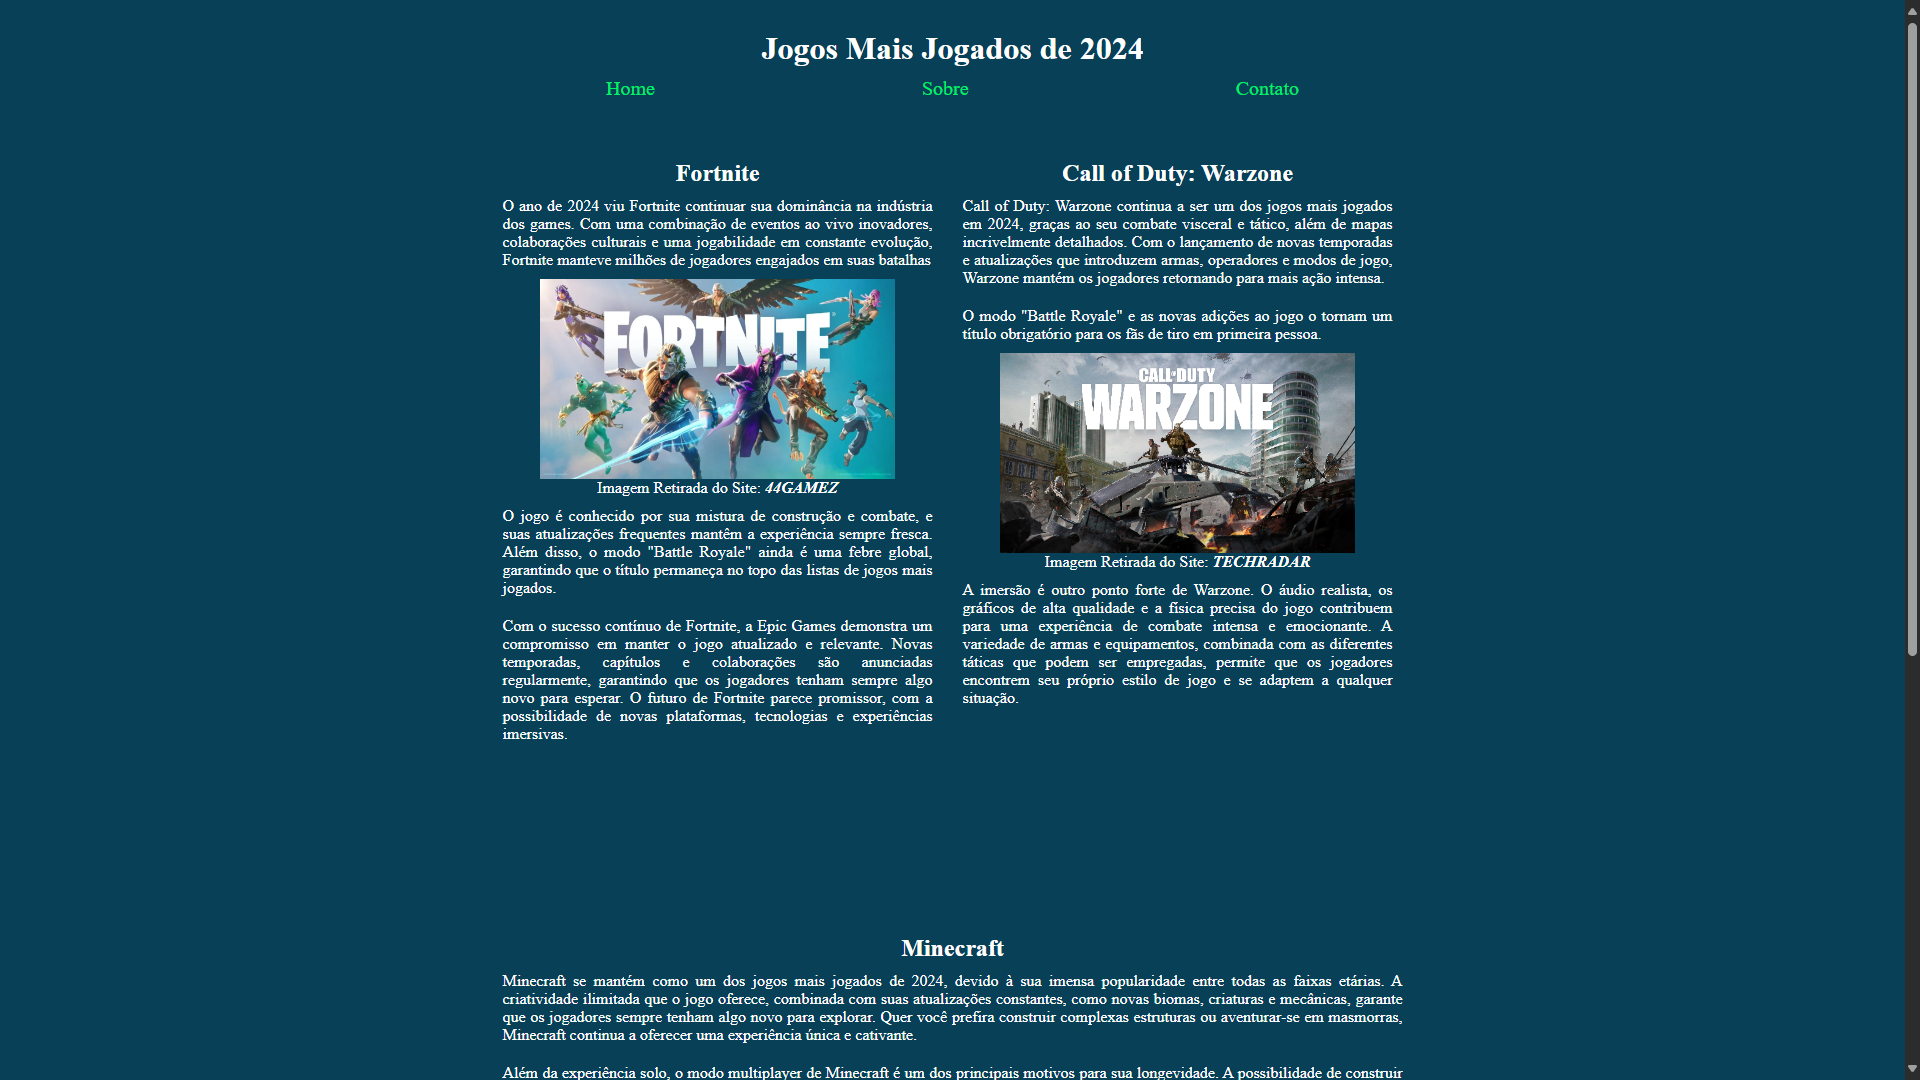 Jogos Mais Jogados de 2024
Home
Sobre
Contato
Fortnite
O ano de 2024 viu Fortnite continuar sua dominância na indústria
dos games. Com uma combinação de eventos ao vivo inovadores,
colaborações culturais e uma jogabilidade em constante evolução,
Fortnite manteve milhões de jogadores engajados em suas batalhas
FORTNITE
Imagem Retirada do Site: 44GAMEZ
O jogo é conhecido por sua mistura de construção e combate, e
suas atualizações frequentes mantêm a experiência sempre fresca.
Além disso, o modo "Battle Royale" ainda é uma febre global,
garantindo que o título permaneça no topo das listas de jogos mais
jogados.
Com o sucesso contínuo de Fortnite, a Epic Games demonstra um
compromisso em manter o jogo atualizado e relevante. Novas
temporadas, capítulos e colaborações são anunciadas
regularmente, garantindo que os jogadores tenham sempre algo
novo para esperar. O futuro de Fortnite parece promissor, com a
possibilidade de novas plataformas, tecnologias e experiências
imersivas.
Call of Duty: Warzone
Call of Duty: Warzone continua a ser um dos jogos mais jogados
em 2024, graças ao seu combate visceral e tático, além de mapas
incrivelmente detalhados. Com o lançamento de novas temporadas
e atualizações que introduzem armas, operadores e modos de jogo,
Warzone mantém os jogadores retornando para mais ação intensa.
O modo "Battle Royale" e as novas adições ao jogo o tornam um
título obrigatório para os fãs de tiro em primeira pessoa.
CALL OF DUTY
WARZONE
Imagem Retirada do Site: TECHRADAR
A imersão é outro ponto forte de Warzone. O áudio realista, os
gráficos de alta qualidade e a física precisa do jogo contribuem
para uma experiência de combate intensa e emocionante. A
variedade de armas e equipamentos, combinada com as diferentes
táticas que podem ser empregadas, permite que os jogadores
encontrem seu próprio estilo de jogo e se adaptem a qualquer
situação.
Minecraft
Minecraft se mantém como um dos jogos mais jogados de 2024, devido à sua imensa popularidade entre todas as faixas etárias. A
criatividade ilimitada que o jogo oferece, combinada com suas atualizações constantes, como novas biomas, criaturas e mecânicas, garante
que os jogadores sempre tenham algo novo para explorar. Quer você prefira construir complexas estruturas ou aventurar-se em masmorras,
Minecraft continua a oferecer uma experiência única e cativante.
Além da experiência solo, o modo multiplayer de Minecraft é um dos principais motivos para sua longevidade. A possibilidade de construir